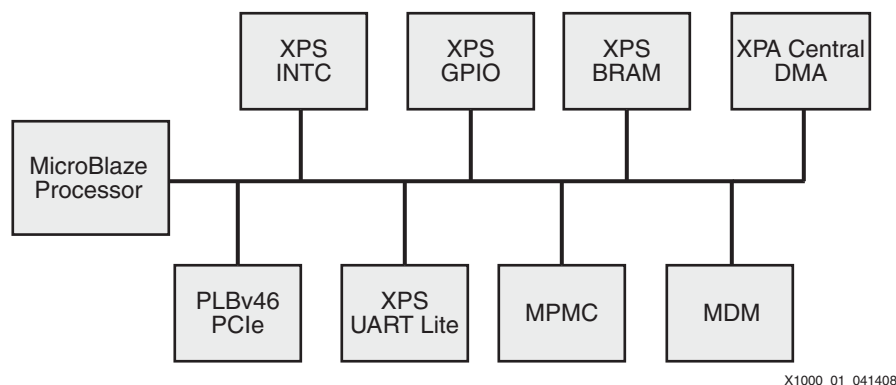 XPS
INTC
XPS
GPIO
XPS
BRAM
XPA Central
DMA
MicroBlaze
Processor
PLBv46
PCIe
XPS
UART Lite
MPMC
MDM
X1000_01_041408